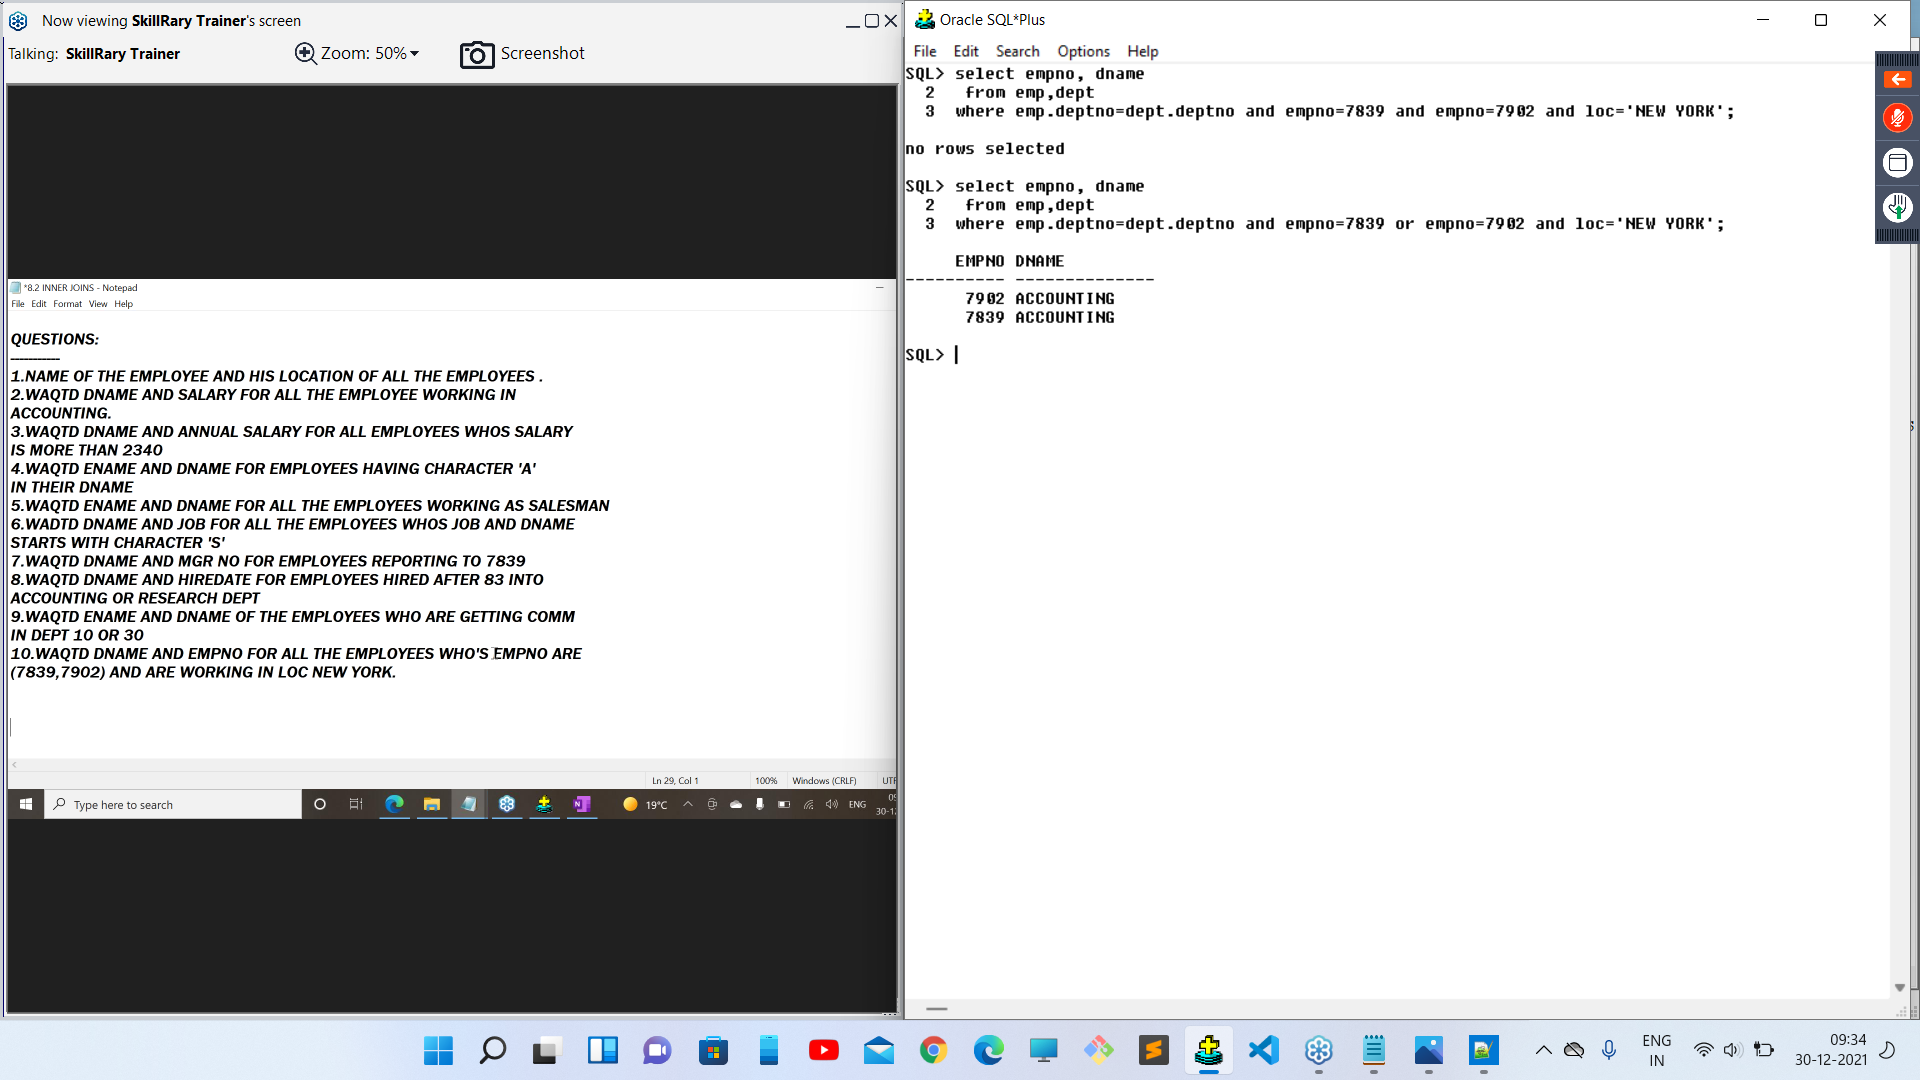 Now viewing SkillRary Trainer's screen
Talking: SkillRary Trainer
Zoom: 50%
Screenshot
*8.2 INNER JOINS - Notepad
File Edit Format View Help
QUESTIONS:
-----------
1.NAME OF THE EMPLOYEE AND HIS LOCATION OF ALL THE EMPLOYEES .
2.WAQTD DNAME AND SALARY FOR ALL THE EMPLOYEE WORKING IN
ACCOUNTING.
3.WAQTD DNAME AND ANNUAL SALARY FOR ALL EMPLOYEES WHOS SALARY
IS MORE THAN 2340
4.WAQTD ENAME AND DNAME FOR EMPLOYEES HAVING CHARACTER 'A'
IN THEIR DNAME
5.WAQTD ENAME AND DNAME FOR ALL THE EMPLOYEES WORKING AS SALESMAN
6.WADTD DNAME AND JOB FOR ALL THE EMPLOYEES WHOS JOB AND DNAME
STARTS WITH CHARACTER 'S'
7.WAQTD DNAME AND MGR NO FOR EMPLOYEES REPORTING TO 7839
8.WAQTD DNAME AND HIREDATE FOR EMPLOYEES HIRED AFTER 83 INTO
ACCOUNTING OR RESEARCH DEPT
9.WAQTD ENAME AND DNAME OF THE EMPLOYEES WHO ARE GETTING COMM
IN DEPT 10 OR 30
10.WAQTD DNAME AND EMPNO FOR ALL THE EMPLOYEES WHO'S EMPNO ARE
(7839,7902) AND ARE WORKING IN LOC NEW YORK.
Ln 29, Col 1 100% Windows (CRLF) UTF
Type here to search
19°C ENG
30-12
Oracle SQL*Plus
File Edit Search Options Help
SQL> select empno, dname
2 from emp,dept
3 where emp.deptno=dept.deptno and empno=7839 and empno=7902 and loc='NEW YORK';
no rows selected
SQL> select empno, dname
2 from emp,dept
3 where emp.deptno=dept.deptno and empno=7839 or empno=7902 and loc='NEW YORK';
EMPNO DNAME
---------- --------------
7902 ACCOUNTING
7839 ACCOUNTING
SQL>
ENG
IN
09:34
30-12-2021